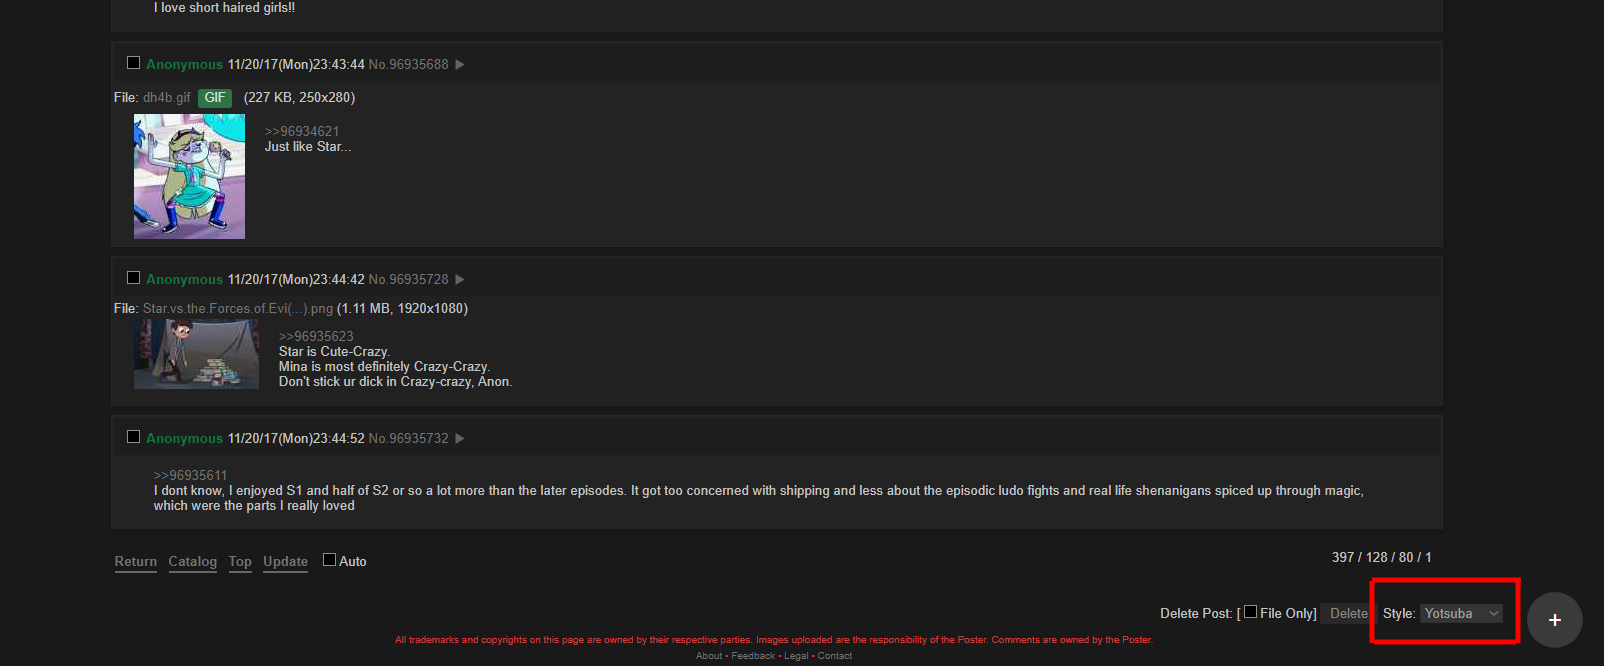 I love short haired girls!!
Anonymous 11/20/17(Mon)23:43:44 No.96935688 ▶
File: dh4b.gif GIF (227 KB, 250x280)
>>96934621
Just like Star...
Anonymous 11/20/17(Mon)23:44:42 No.96935728 ▶
File: Star.vs.the.Forces.of.Evi(...).png (1.11 MB, 1920x1080)
>>96935623
Star is Cute-Crazy.
Mina is most definitely Crazy-Crazy.
Don't stick ur dick in Crazy-crazy, Anon.
Anonymous 11/20/17(Mon)23:44:52 No.96935732 ▶
>>96935611
I dont know, I enjoyed S1 and half of S2 or so a lot more than the later episodes. It got too concerned with shipping and less about the episodic ludo fights and real life shenanigans spiced up through magic,
which were the parts I really loved
Return Catalog Top Update Auto
397 / 128 / 80 / 1
Delete Post: [ File Only] Delete Style: Yotsuba
+
All trademarks and copyrights on this page are owned by their respective parties. Images uploaded are the responsibility of the Poster. Comments are owned by the Poster.
About • Feedback • Legal • Contact